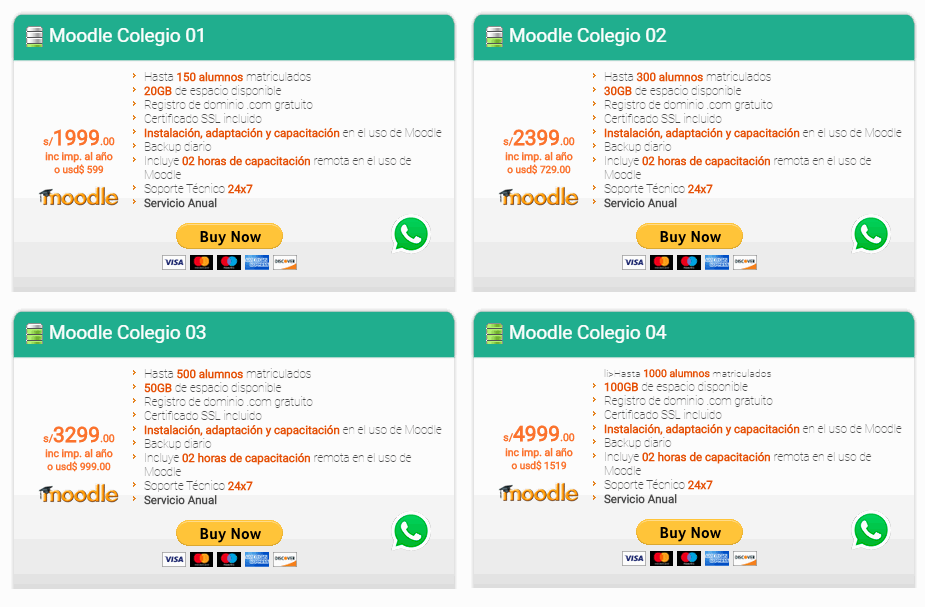 Moodle Colegio 01
Hasta 150 alumnos matriculados
20GB de espacio disponible
Registro de dominio .com gratuito
Certificado SSL incluido
Instalación, adaptación y capacitación en el uso de Moodle
Backup diario
Incluye 02 horas de capacitación remota en el uso de
Moodle
Soporte Técnico 24x7
Servicio Anual
s/1999.00
inc imp. al año
o usd$ 599
moodle
Buy Now
VISA
DISCOVER
Moodle Colegio 02
Hasta 300 alumnos matriculados
30GB de espacio disponible
Registro de dominio .com gratuito
Certificado SSL incluido
Instalación, adaptación y capacitación en el uso de Moodle
Backup diario
Incluye 02 horas de capacitación remota en el uso de
Moodle
Soporte Técnico 24x7
Servicio Anual
s/2399.00
inc imp. al año
o usd$ 729.00
moodle
Buy Now
VISA
DISCOVER
Moodle Colegio 03
Hasta 500 alumnos matriculados
50GB de espacio disponible
Registro de dominio .com gratuito
Certificado SSL incluido
Instalación, adaptación y capacitación en el uso de Moodle
Backup diario
Incluye 02 horas de capacitación remota en el uso de
Moodle
Soporte Técnico 24x7
Servicio Anual
s/3299.00
inc imp. al año
o usd$ 999.00
moodle
Buy Now
VISA
DISCOVER
Moodle Colegio 04
li>Hasta 1000 alumnos matriculados
100GB de espacio disponible
Registro de dominio .com gratuito
Certificado SSL incluido
Instalación, adaptación y capacitación en el uso de Moodle
Backup diario
Incluye 02 horas de capacitación remota en el uso de
Moodle
Soporte Técnico 24x7
Servicio Anual
s/4999.00
inc imp. al año
o usd$ 1519
moodle
Buy Now
VISA
DISCOVER